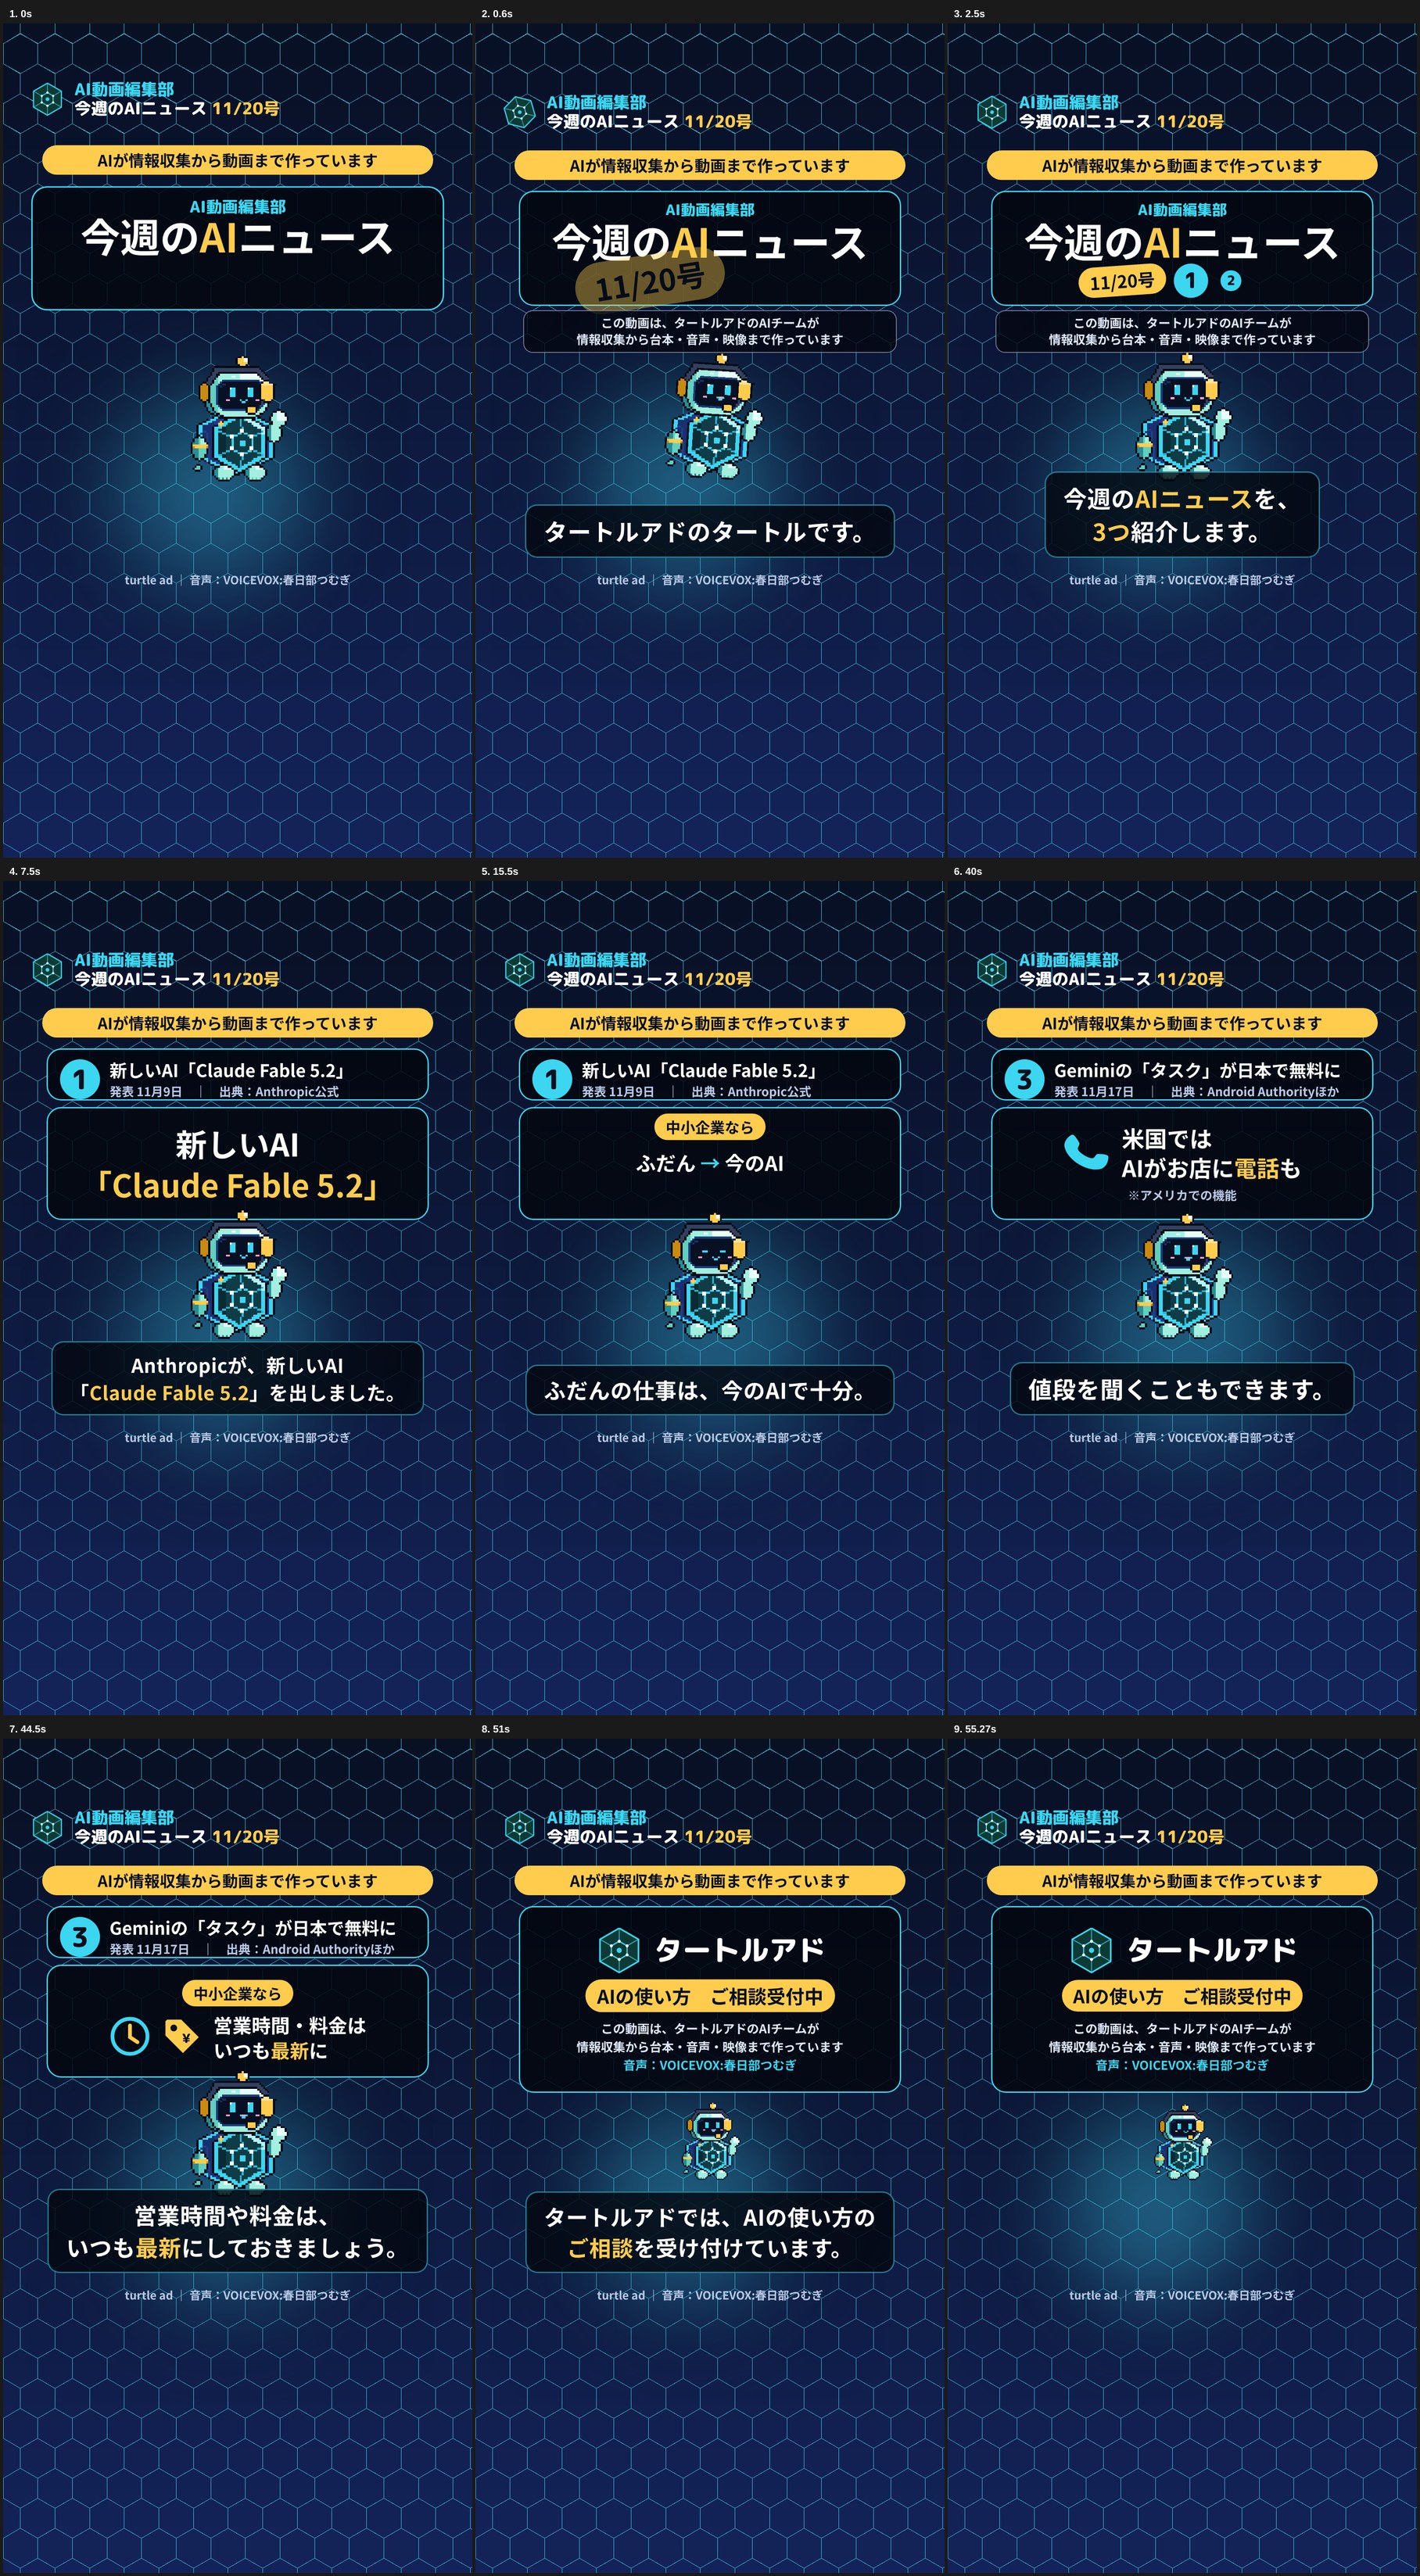 1. 0s
AI動画編集部
今週のAIニュース 11/20号
AIが情報収集から動画まで作っています
AI動画編集部
今週のAIニュース
turtle ad｜音声：VOICEVOX:春日部つむぎ
2. 0.6s
AI動画編集部
今週のAIニュース 11/20号
AIが情報収集から動画まで作っています
AI動画編集部
今週のAIニュース
11/20号
この動画は、タートルアドのAIチームが
情報収集から台本・音声・映像まで作っています
タートルアドのタートルです。
turtle ad｜音声：VOICEVOX:春日部つむぎ
3. 2.5s
AI動画編集部
今週のAIニュース 11/20号
AIが情報収集から動画まで作っています
AI動画編集部
今週のAIニュース
11/20号 1 2
この動画は、タートルアドのAIチームが
情報収集から台本・音声・映像まで作っています
今週のAIニュースを、
3つ紹介します。
turtle ad｜音声：VOICEVOX:春日部つむぎ
4. 7.5s
AI動画編集部
今週のAIニュース 11/20号
AIが情報収集から動画まで作っています
1 新しいAI「Claude Fable 5.2」
発表 11月9日｜出典：Anthropic公式
新しいAI
「Claude Fable 5.2」
Anthropicが、新しいAI
「Claude Fable 5.2」を出しました。
turtle ad｜音声：VOICEVOX:春日部つむぎ
5. 15.5s
AI動画編集部
今週のAIニュース 11/20号
AIが情報収集から動画まで作っています
1 新しいAI「Claude Fable 5.2」
発表 11月9日｜出典：Anthropic公式
中小企業なら
ふだん → 今のAI
ふだんの仕事は、今のAIで十分。
turtle ad｜音声：VOICEVOX:春日部つむぎ
6. 40s
AI動画編集部
今週のAIニュース 11/20号
AIが情報収集から動画まで作っています
3 Geminiの「タスク」が日本で無料に
発表 11月17日｜出典：Android Authorityほか
米国では
AIがお店に電話も
※アメリカでの機能
値段を聞くこともできます。
turtle ad｜音声：VOICEVOX:春日部つむぎ
7. 44.5s
AI動画編集部
今週のAIニュース 11/20号
AIが情報収集から動画まで作っています
3 Geminiの「タスク」が日本で無料に
発表 11月17日｜出典：Android Authorityほか
中小企業なら
¥
営業時間・料金は
いつも最新に
営業時間や料金は、
いつも最新にしておきましょう。
turtle ad｜音声：VOICEVOX:春日部つむぎ
8. 51s
AI動画編集部
今週のAIニュース 11/20号
AIが情報収集から動画まで作っています
タートルアド
AIの使い方　ご相談受付中
この動画は、タートルアドのAIチームが
情報収集から台本・音声・映像まで作っています
音声：VOICEVOX:春日部つむぎ
タートルアドでは、AIの使い方の
ご相談を受け付けています。
turtle ad｜音声：VOICEVOX:春日部つむぎ
9. 55.27s
AI動画編集部
今週のAIニュース 11/20号
AIが情報収集から動画まで作っています
タートルアド
AIの使い方　ご相談受付中
この動画は、タートルアドのAIチームが
情報収集から台本・音声・映像まで作っています
音声：VOICEVOX:春日部つむぎ
turtle ad｜音声：VOICEVOX:春日部つむぎ